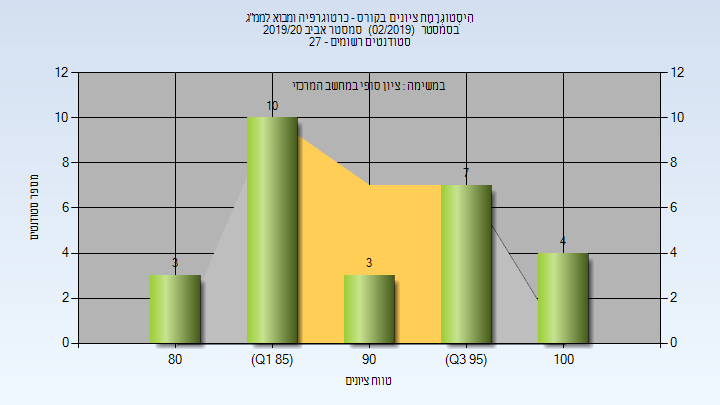 היסטוגרמת ציונים בקורס - כרטוגרפיה ומבוא לממ"ג
בסמסטר (02/2019) סמסטר אביב 2019/20
סטודנטים רשומים - 27
במשימה : ציון סופי במחשב המרכזי
12
10
8
6
4
2
0
12
10
8
6
4
2
0
מספר סטודנטים
3
10
3
7
4
80
(Q1 85)
90
(Q3 95)
100
טווח ציונים